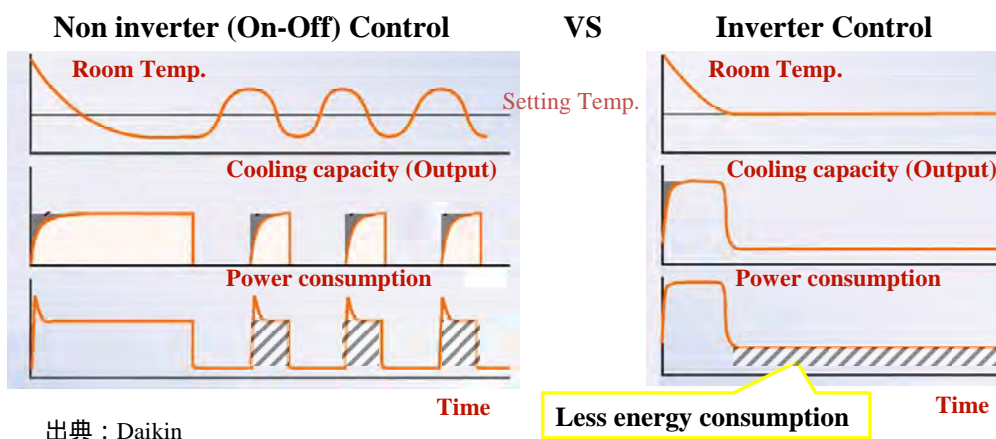 Non inverter (On-Off) Control VS Inverter Control
Room Temp.
Setting Temp.
Room Temp.
Cooling capacity (Output)
Cooling capacity (Output)
Power consumption
Power consumption
Time
Less energy consumption
Time
出典：Daikin